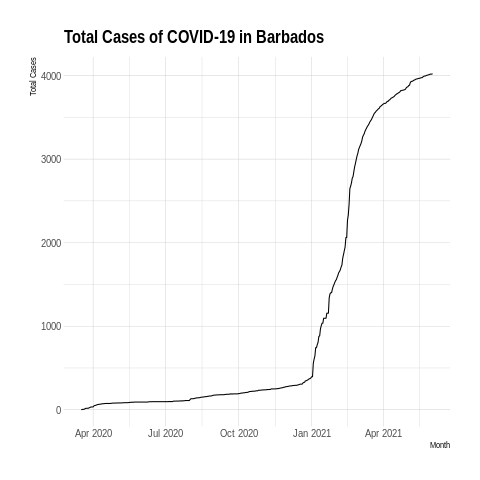 Total Cases of COVID-19 in Barbados
Total Cases
4000
3000
2000
1000
0
Apr 2020 Jul 2020 Oct 2020 Jan 2021 Apr 2021
Month